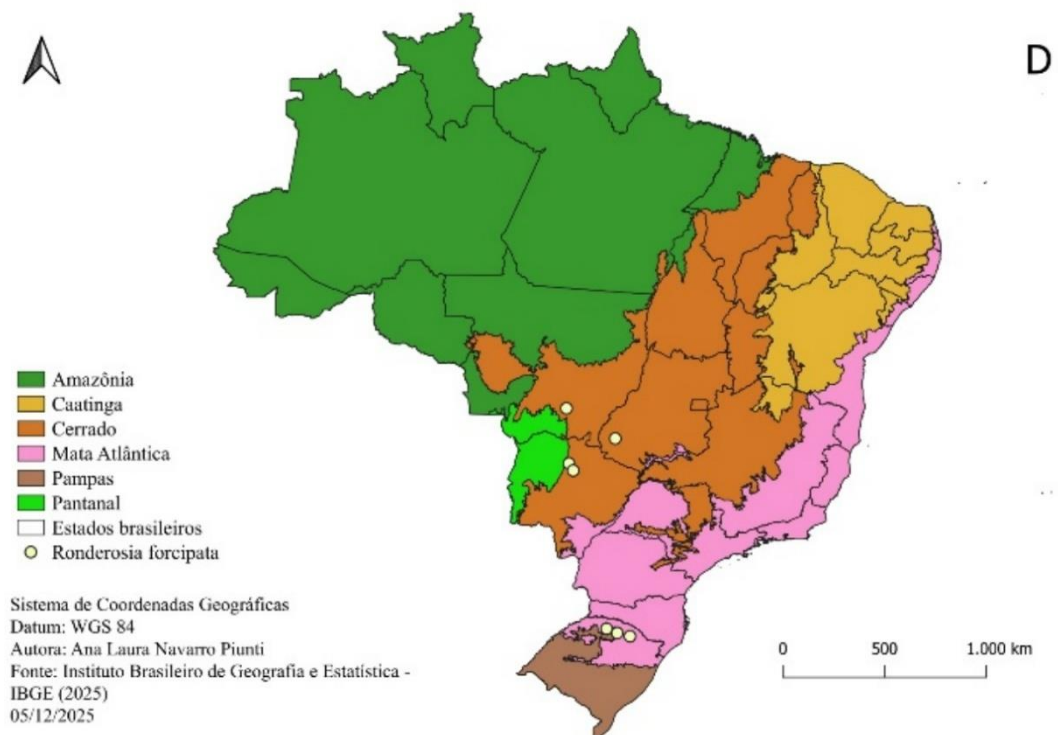 D
Amazônia
Caatinga
Cerrado
Mata Atlântica
Pampas
Pantanal
Estados brasileiros
Ronderosia forcipata
Sistema de Coordenadas Geográficas
Datum: WGS 84
Autora: Ana Laura Navarro Piunti
Fonte: Instituto Brasileiro de Geografia e Estatística -
IBGE (2025)
05/12/2025
0 500 1.000 km